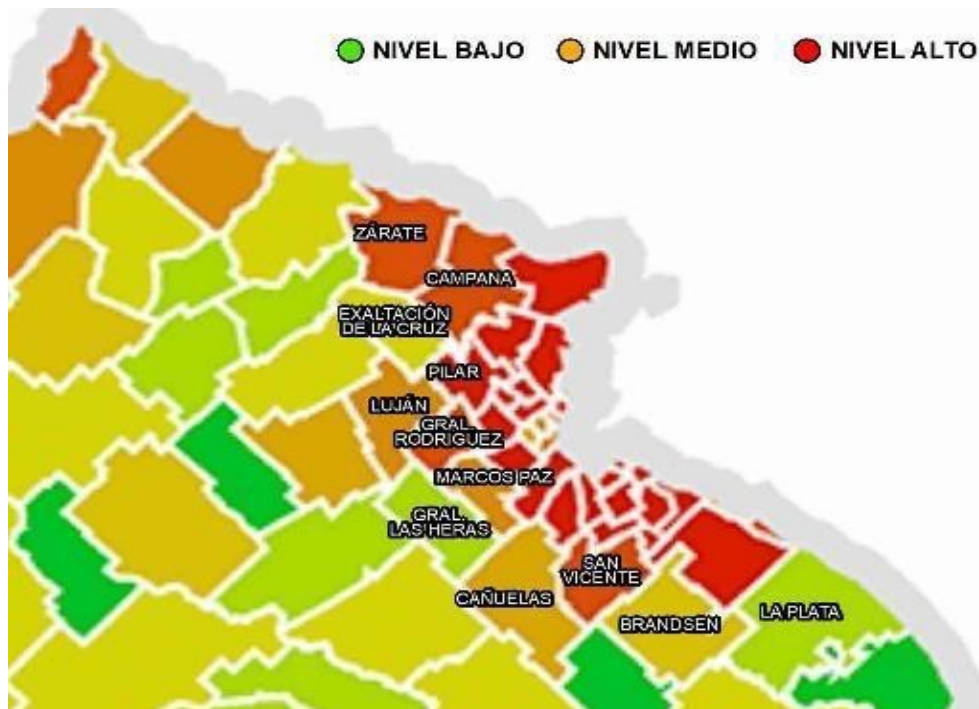 NIVEL BAJO
NIVEL MEDIO
NIVEL ALTO
ZÁRATE
CAMPANA
EXALTACIÓN
DE LA CRUZ
PILAR
LUJÁN
GRAL.
RODRÍGUEZ
MARCOS PAZ
GRAL.
LAS HERAS
SAN
VICENTE
CAÑUELAS
BRANDSEN
LA PLATA